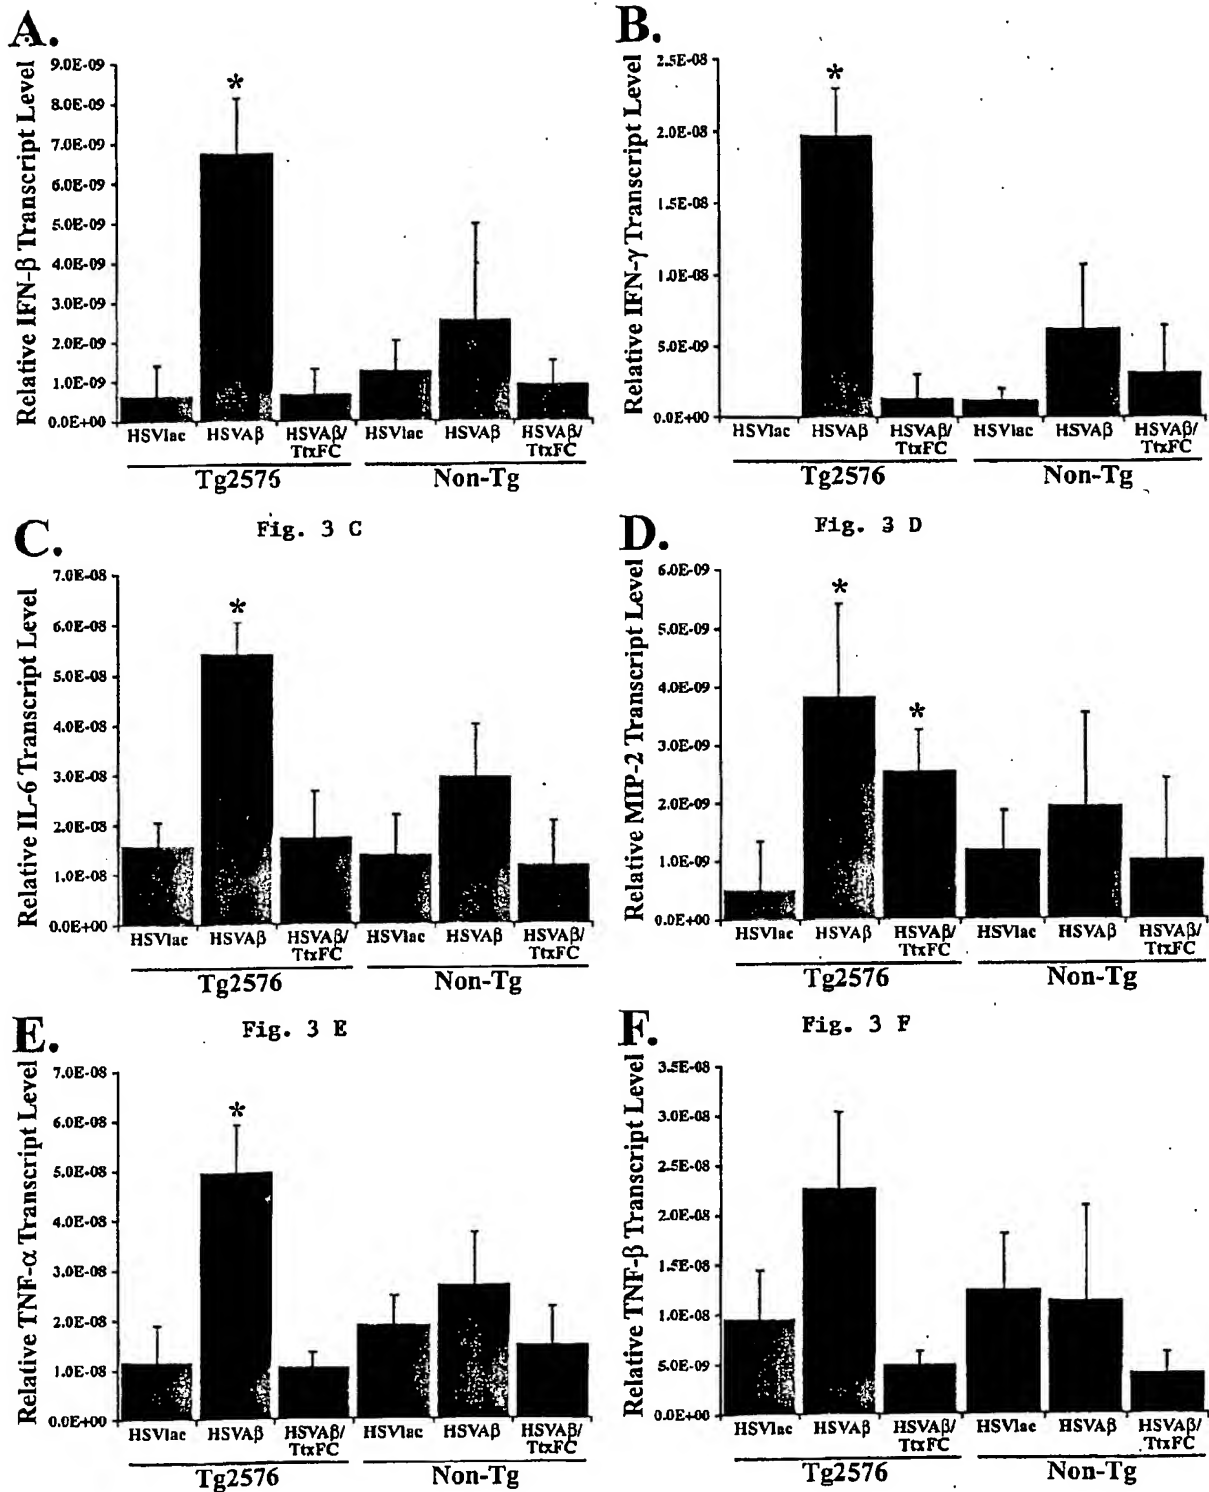 A.
Relative IFN-β Transcript Level
9.0E-09
8.0E-09
7.0E-09
6.0E-09
5.0E-09
4.0E-09
3.0E-09
2.0E-09
1.0E-09
0.0E+00
*
HSVlac HSVAβ HSVAβ/ HSVlac HSVAβ HSVAβ/
TtxFC TtxFC
Tg2576 Non-Tg
B.
Relative IFN-γ Transcript Level
2.5E-08
2.0E-08
1.5E-08
1.0E-08
5.0E-09
0.0E+00
*
HSVlac HSVAβ HSVAβ/ HSVlac HSVAβ HSVAβ/
TtxFC TtxFC
Tg2576 Non-Tg
Fig. 3 C
C.
Relative IL-6 Transcript Level
7.0E-08
6.0E-08
5.0E-08
4.0E-08
3.0E-08
2.0E-08
1.0E-08
0.0E+00
*
HSVlac HSVAβ HSVAβ/ HSVlac HSVAβ HSVAβ/
TtxFC TtxFC
Tg2576 Non-Tg
Fig. 3 D
D.
Relative MIP-2 Transcript Level
6.0E-09
5.0E-09
4.0E-09
3.0E-09
2.0E-09
1.0E-09
0.0E+00
*
*
HSVlac HSVAβ HSVAβ/ HSVlac HSVAβ HSVAβ/
TtxFC TtxFC
Tg2576 Non-Tg
Fig. 3 E
E.
Relative TNF-α Transcript Level
7.0E-08
6.0E-08
5.0E-08
4.0E-08
3.0E-08
2.0E-08
1.0E-08
0.0E+00
*
HSVlac HSVAβ HSVAβ/ HSVlac HSVAβ HSVAβ/
TtxFC TtxFC
Tg2576 Non-Tg
Fig. 3 F
F.
Relative TNF-β Transcript Level
3.5E-08
3.0E-08
2.5E-08
2.0E-08
1.5E-08
1.0E-08
5.0E-09
0.0E+00
HSVlac HSVAβ HSVAβ/ HSVlac HSVAβ HSVAβ/
TtxFC TtxFC
Tg2576 Non-Tg